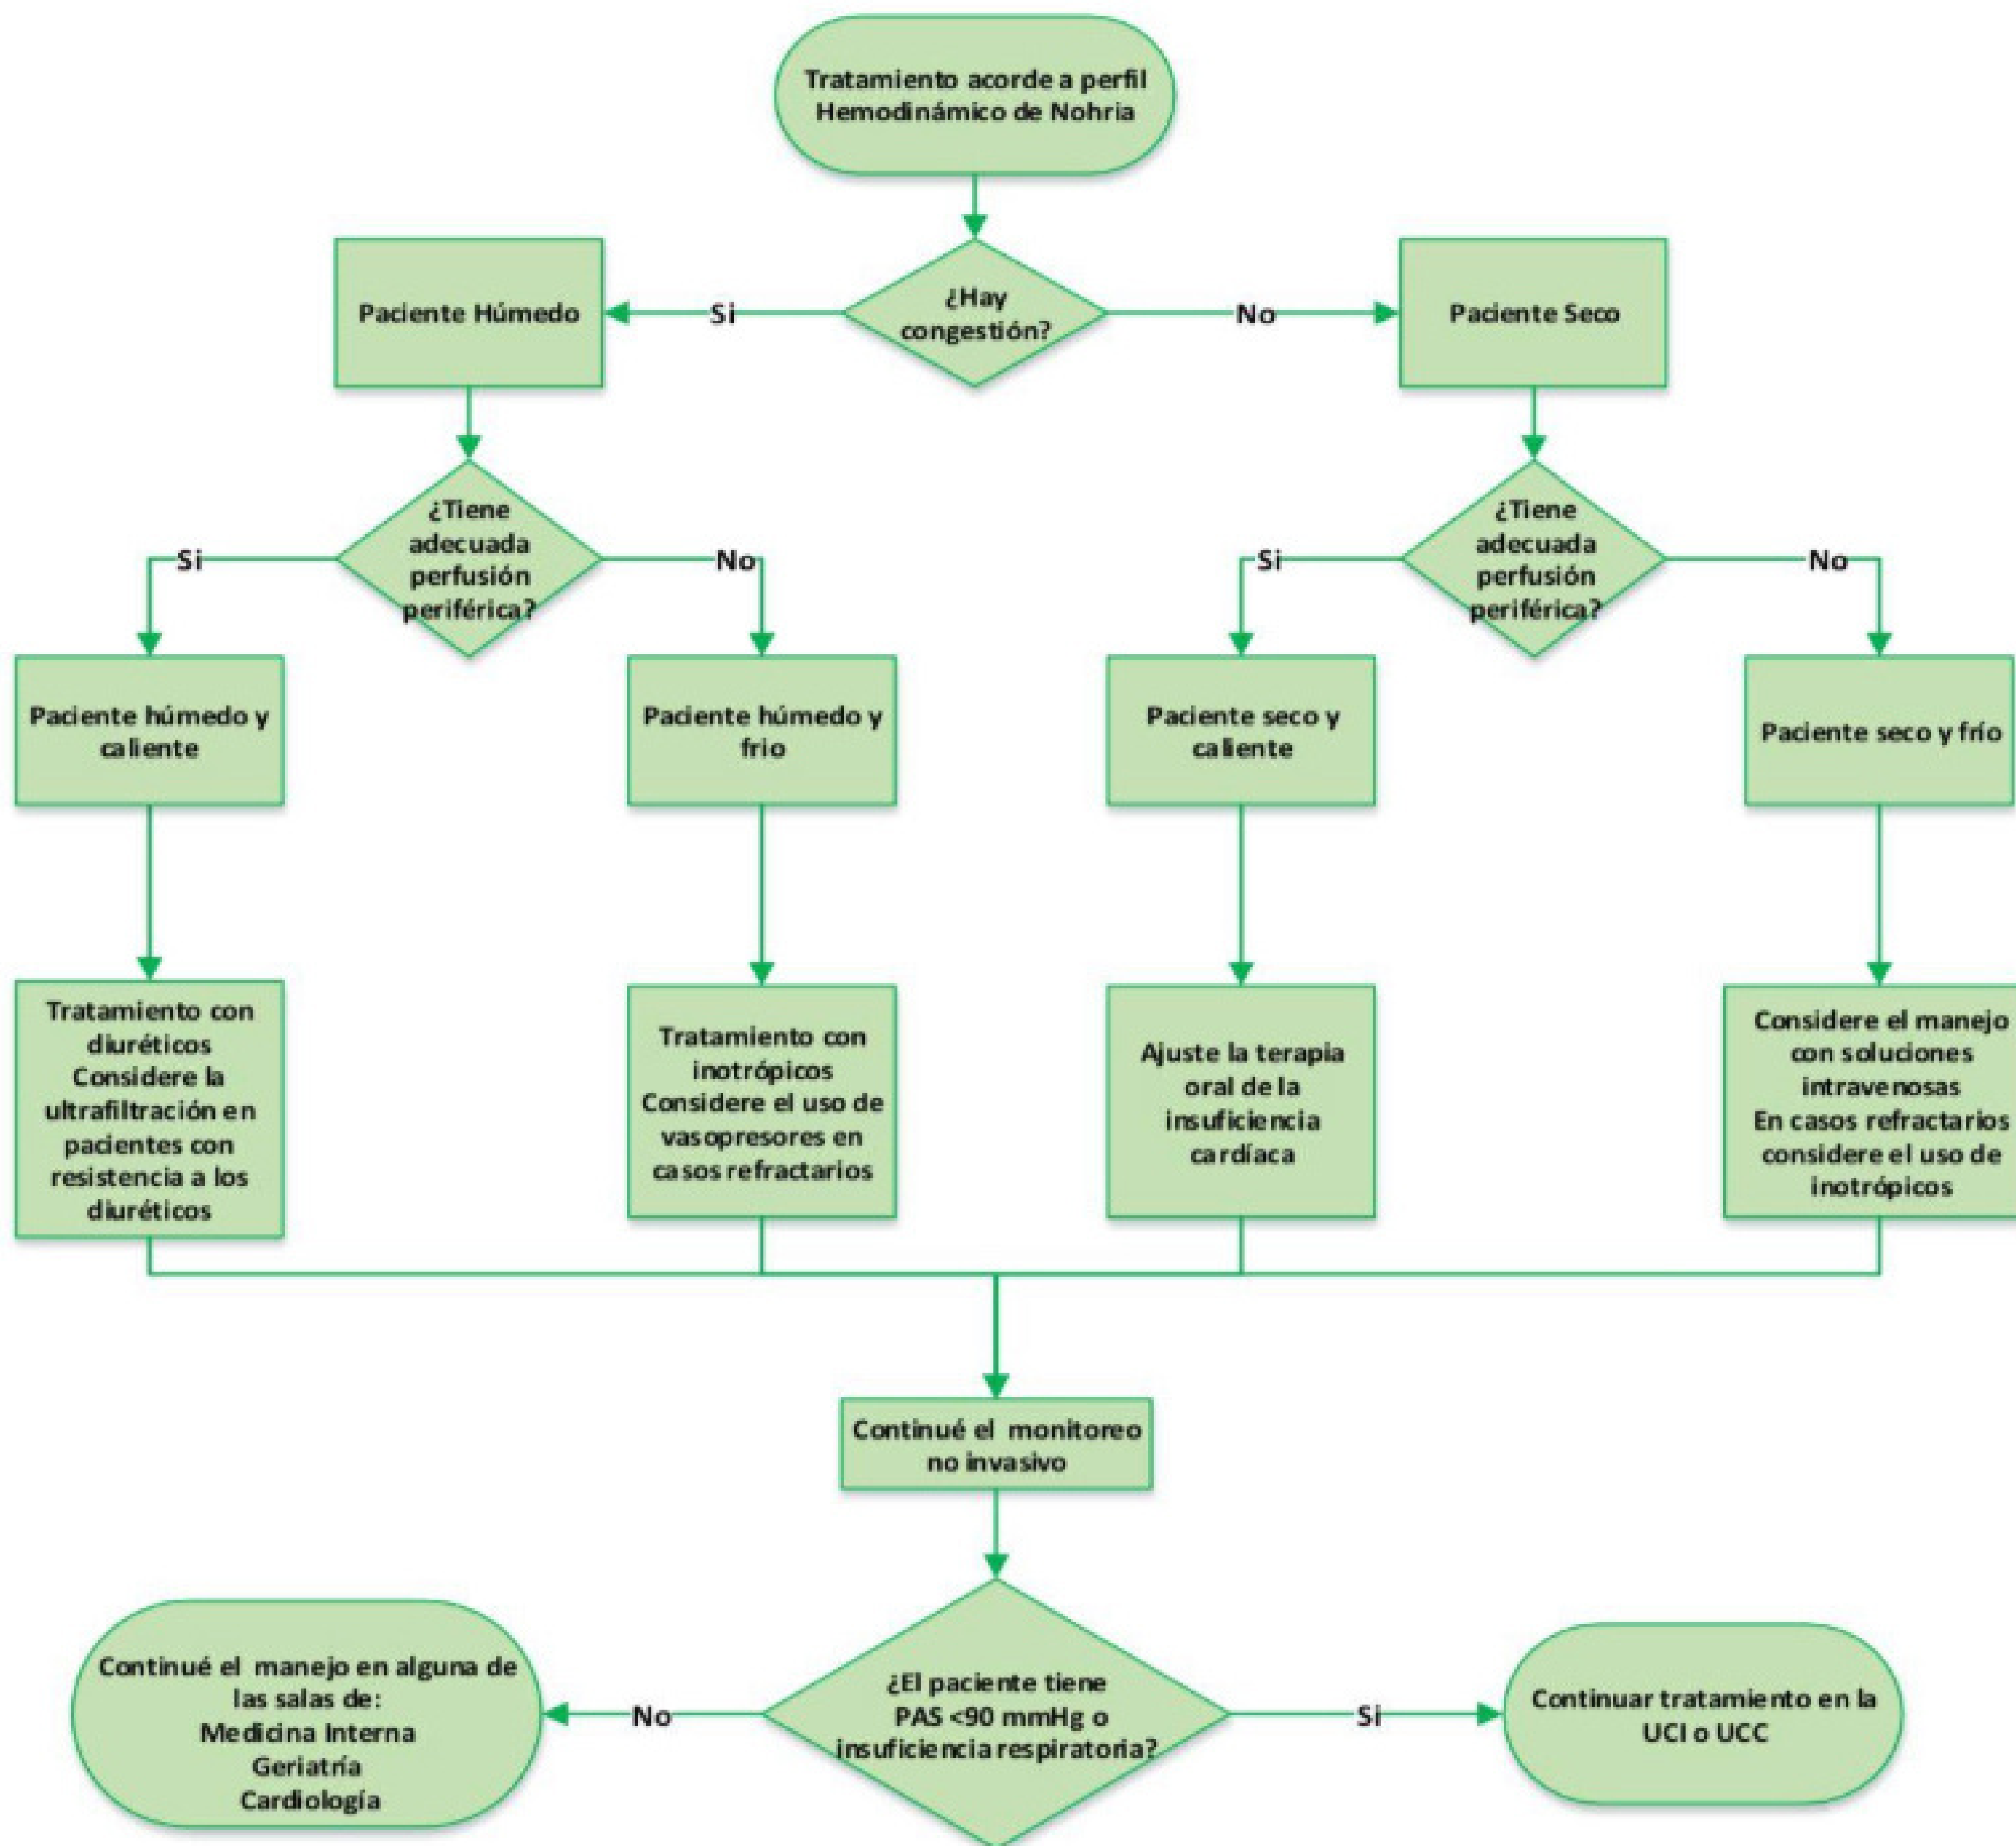 Tratamiento acorde a perfil
Hemodinámico de Nohria
Paciente Húmedo
Si
¿Hay
congestión?
No
Paciente Seco
¿Tiene
adecuada
perfusión
periférica?
Si
No
¿Tiene
adecuada
perfusión
periférica?
Si
No
Paciente húmedo y
caliente
Paciente húmedo y
frio
Paciente seco y
caliente
Paciente seco y frío
Tratamiento con
diuréticos
Considere la
ultrafiltración en
pacientes con
resistencia a los
diuréticos
Tratamiento con
inotrópicos
Considere el uso de
vasopresores en
casos refractarios
Ajuste la terapia
oral de la
insuficiencia
cardíaca
Considere el manejo
con soluciones
intravenosas
En casos refractarios
considere el uso de
inotrópicos
Continué el monitoreo
no invasivo
Continué el manejo en alguna de
las salas de:
Medicina Interna
Geriatría
Cardiología
No
¿El paciente tiene
PAS <90 mmHg o
insuficiencia respiratoria?
Si
Continuar tratamiento en la
UCI o UCC